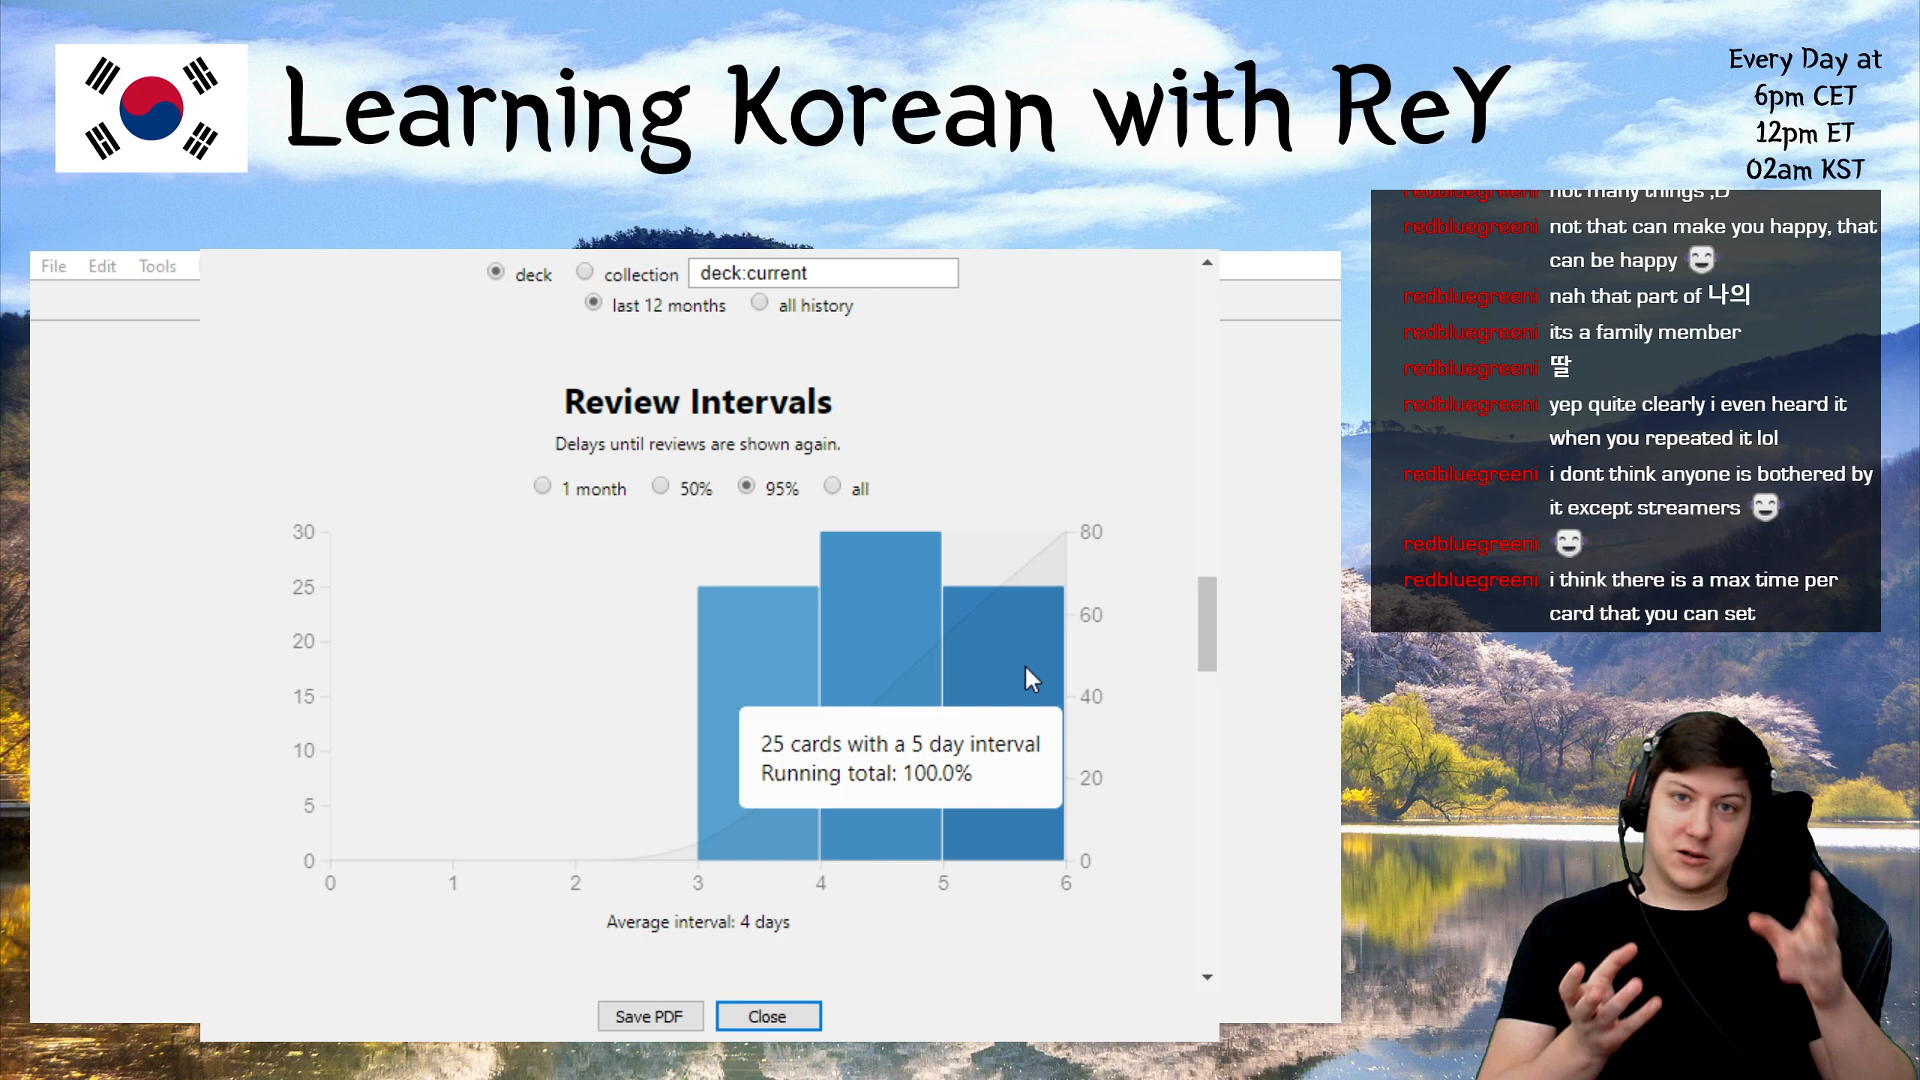 Learning Korean with ReY
Every Day at
6pm CET
12pm ET
02am KST
redbluegreeni not many things ;D
redbluegreeni not that can make you happy, that
can be happy
redbluegreeni nah that part of 나의
redbluegreeni its a family member
redbluegreeni 딸
redbluegreeni yep quite clearly i even heard it
when you repeated it lol
redbluegreeni i dont think anyone is bothered by
it except streamers
redbluegreeni
redbluegreeni i think there is a max time per
card that you can set
File Edit Tools
deck collection deck:current
last 12 months all history
Review Intervals
Delays until reviews are shown again.
1 month 50% 95% all
30 80
25
60
20
15 40
25 cards with a 5 day interval
10
Running total: 100.0%
20
5
0 0
0 1 2 3 4 5 6
Average interval: 4 days
Save PDF Close